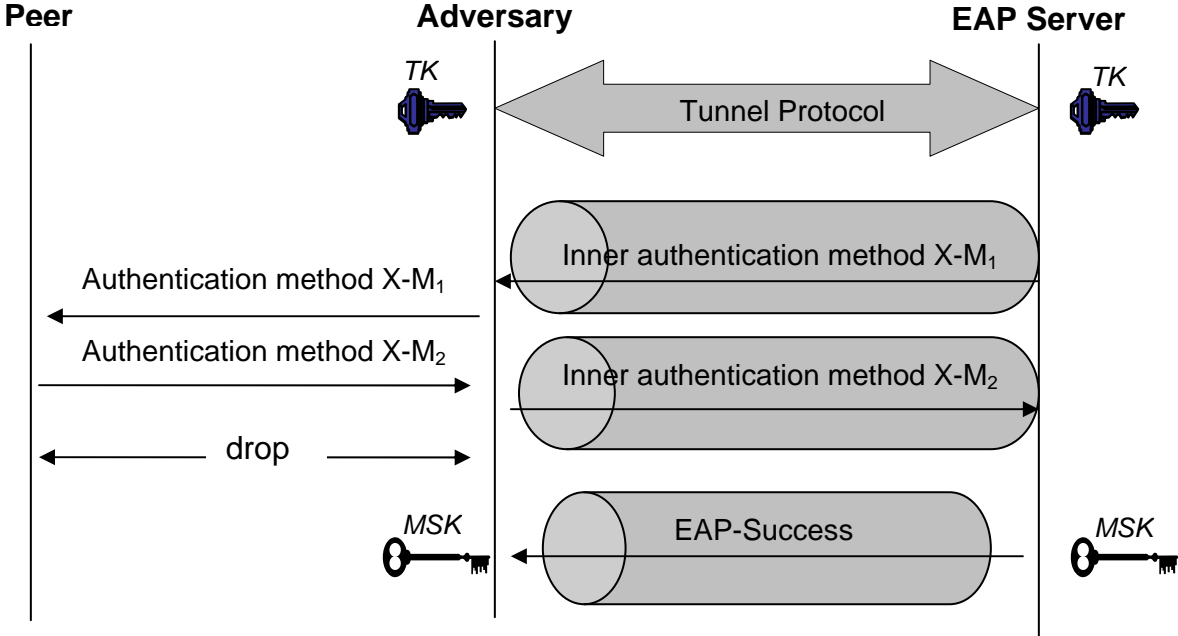 Peer
Adversary
EAP Server
TK
TK
Tunnel Protocol
Inner authentication method X-M₁
Authentication method X-M₁
Authentication method X-M₂
Inner authentication method X-M₂
drop
MSK
EAP-Success
MSK